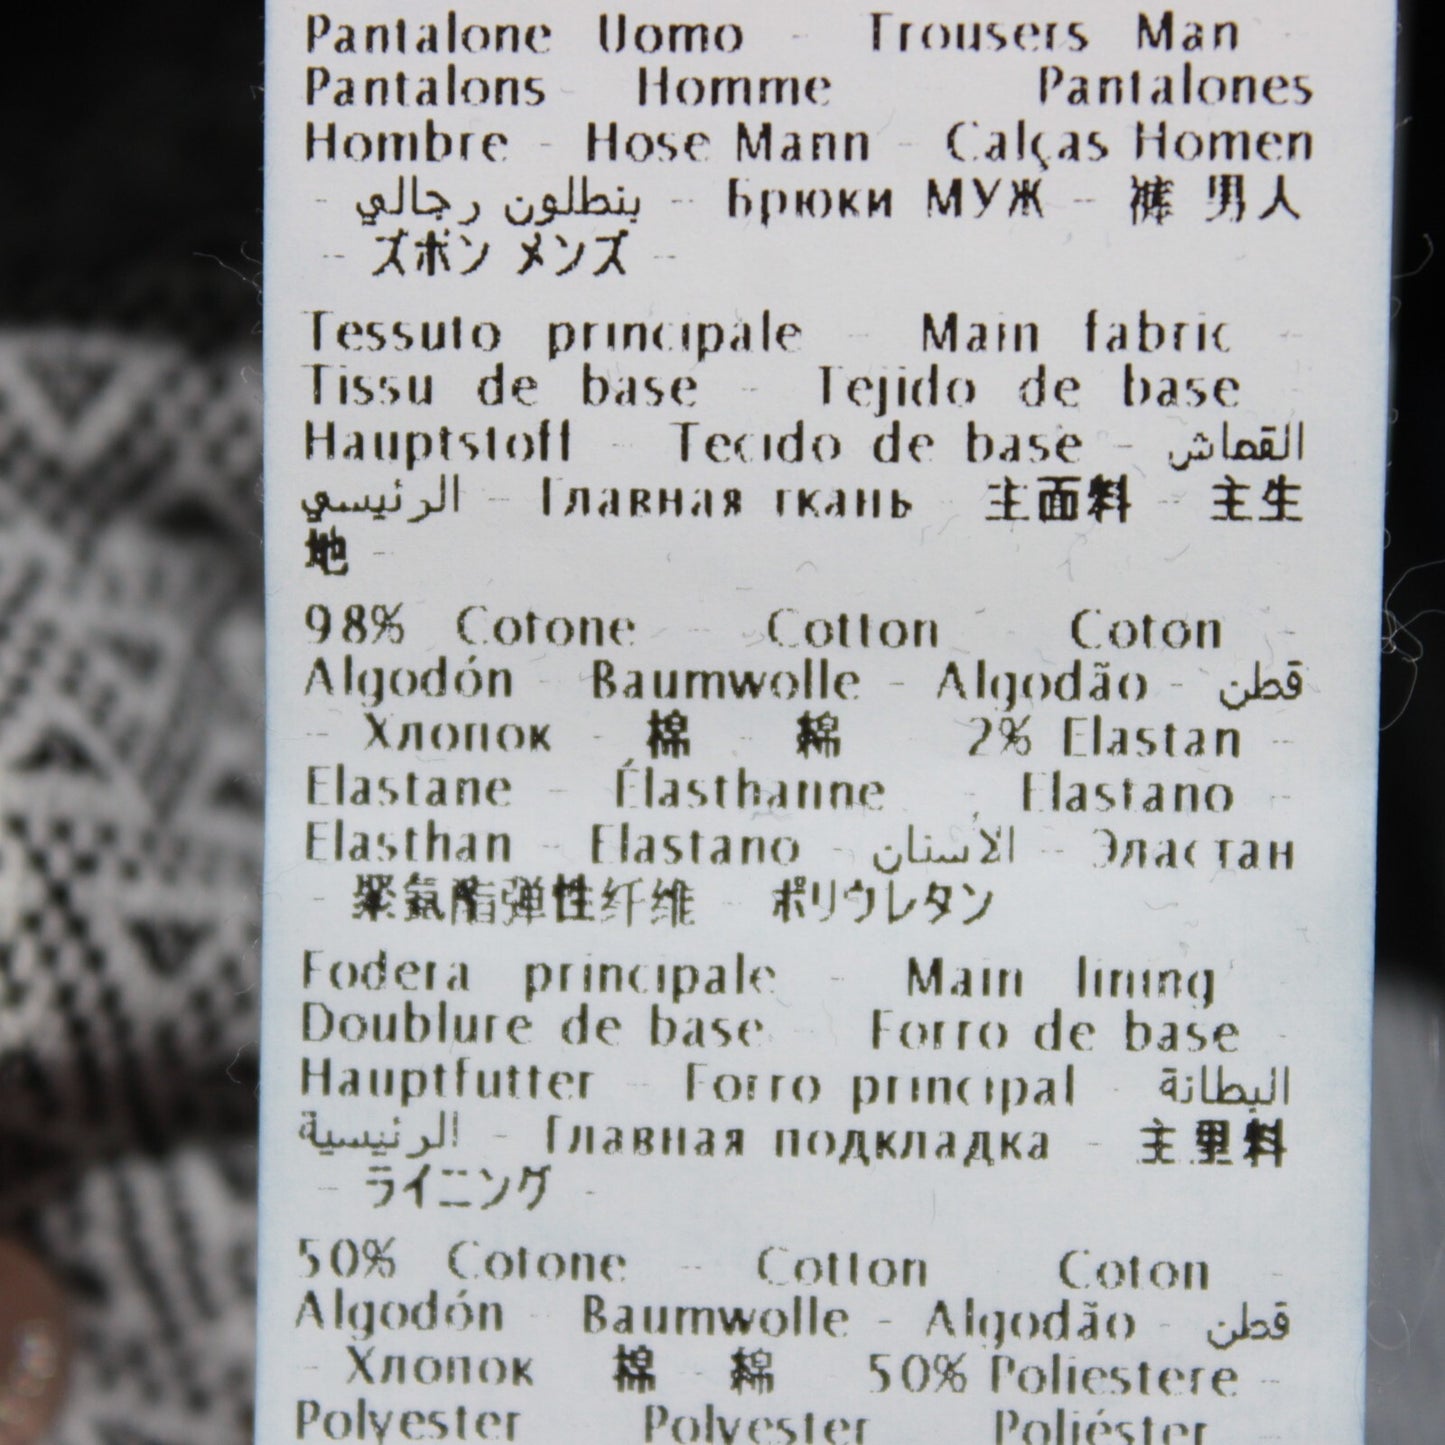 Pantalone Uomo - Trousers Man -
Pantalons - Homme - Pantalones
Hombre - Hose Mann - Calças Homen
- بنطلون رجالي - Брюки МУЖ - 裤 男人
- ズボン メンズ -
Tessuto principale - Main fabric -
Tissu de base - Tejido de base -
Hauptstoff - Tecido de base - القماش
الرئيسي - Главная ткань - 主面料 - 主生
地 -
98% Cotone - Cotton - Coton -
Algodón - Baumwolle - Algodão - قطن
- Хлопок - 棉 - 綿 - 2% Elastan -
Elastane - Élasthanne - Elastano -
Elasthan - Elastano - الاستان - Эластан
- 聚氨酯弹性纤维 - ポリウレタン
Fodera principale - Main lining -
Doublure de base - Forro de base -
Hauptfutter - Forro principal - البطانة
الرئيسية - Главная подкладка - 主里料
- ライニング -
50% Cotone - Cotton - Coton -
Algodón - Baumwolle - Algodão - قطن
- Хлопок - 棉 - 綿 - 50% Poliestere -
Polyester - Polyester - Poliéster -